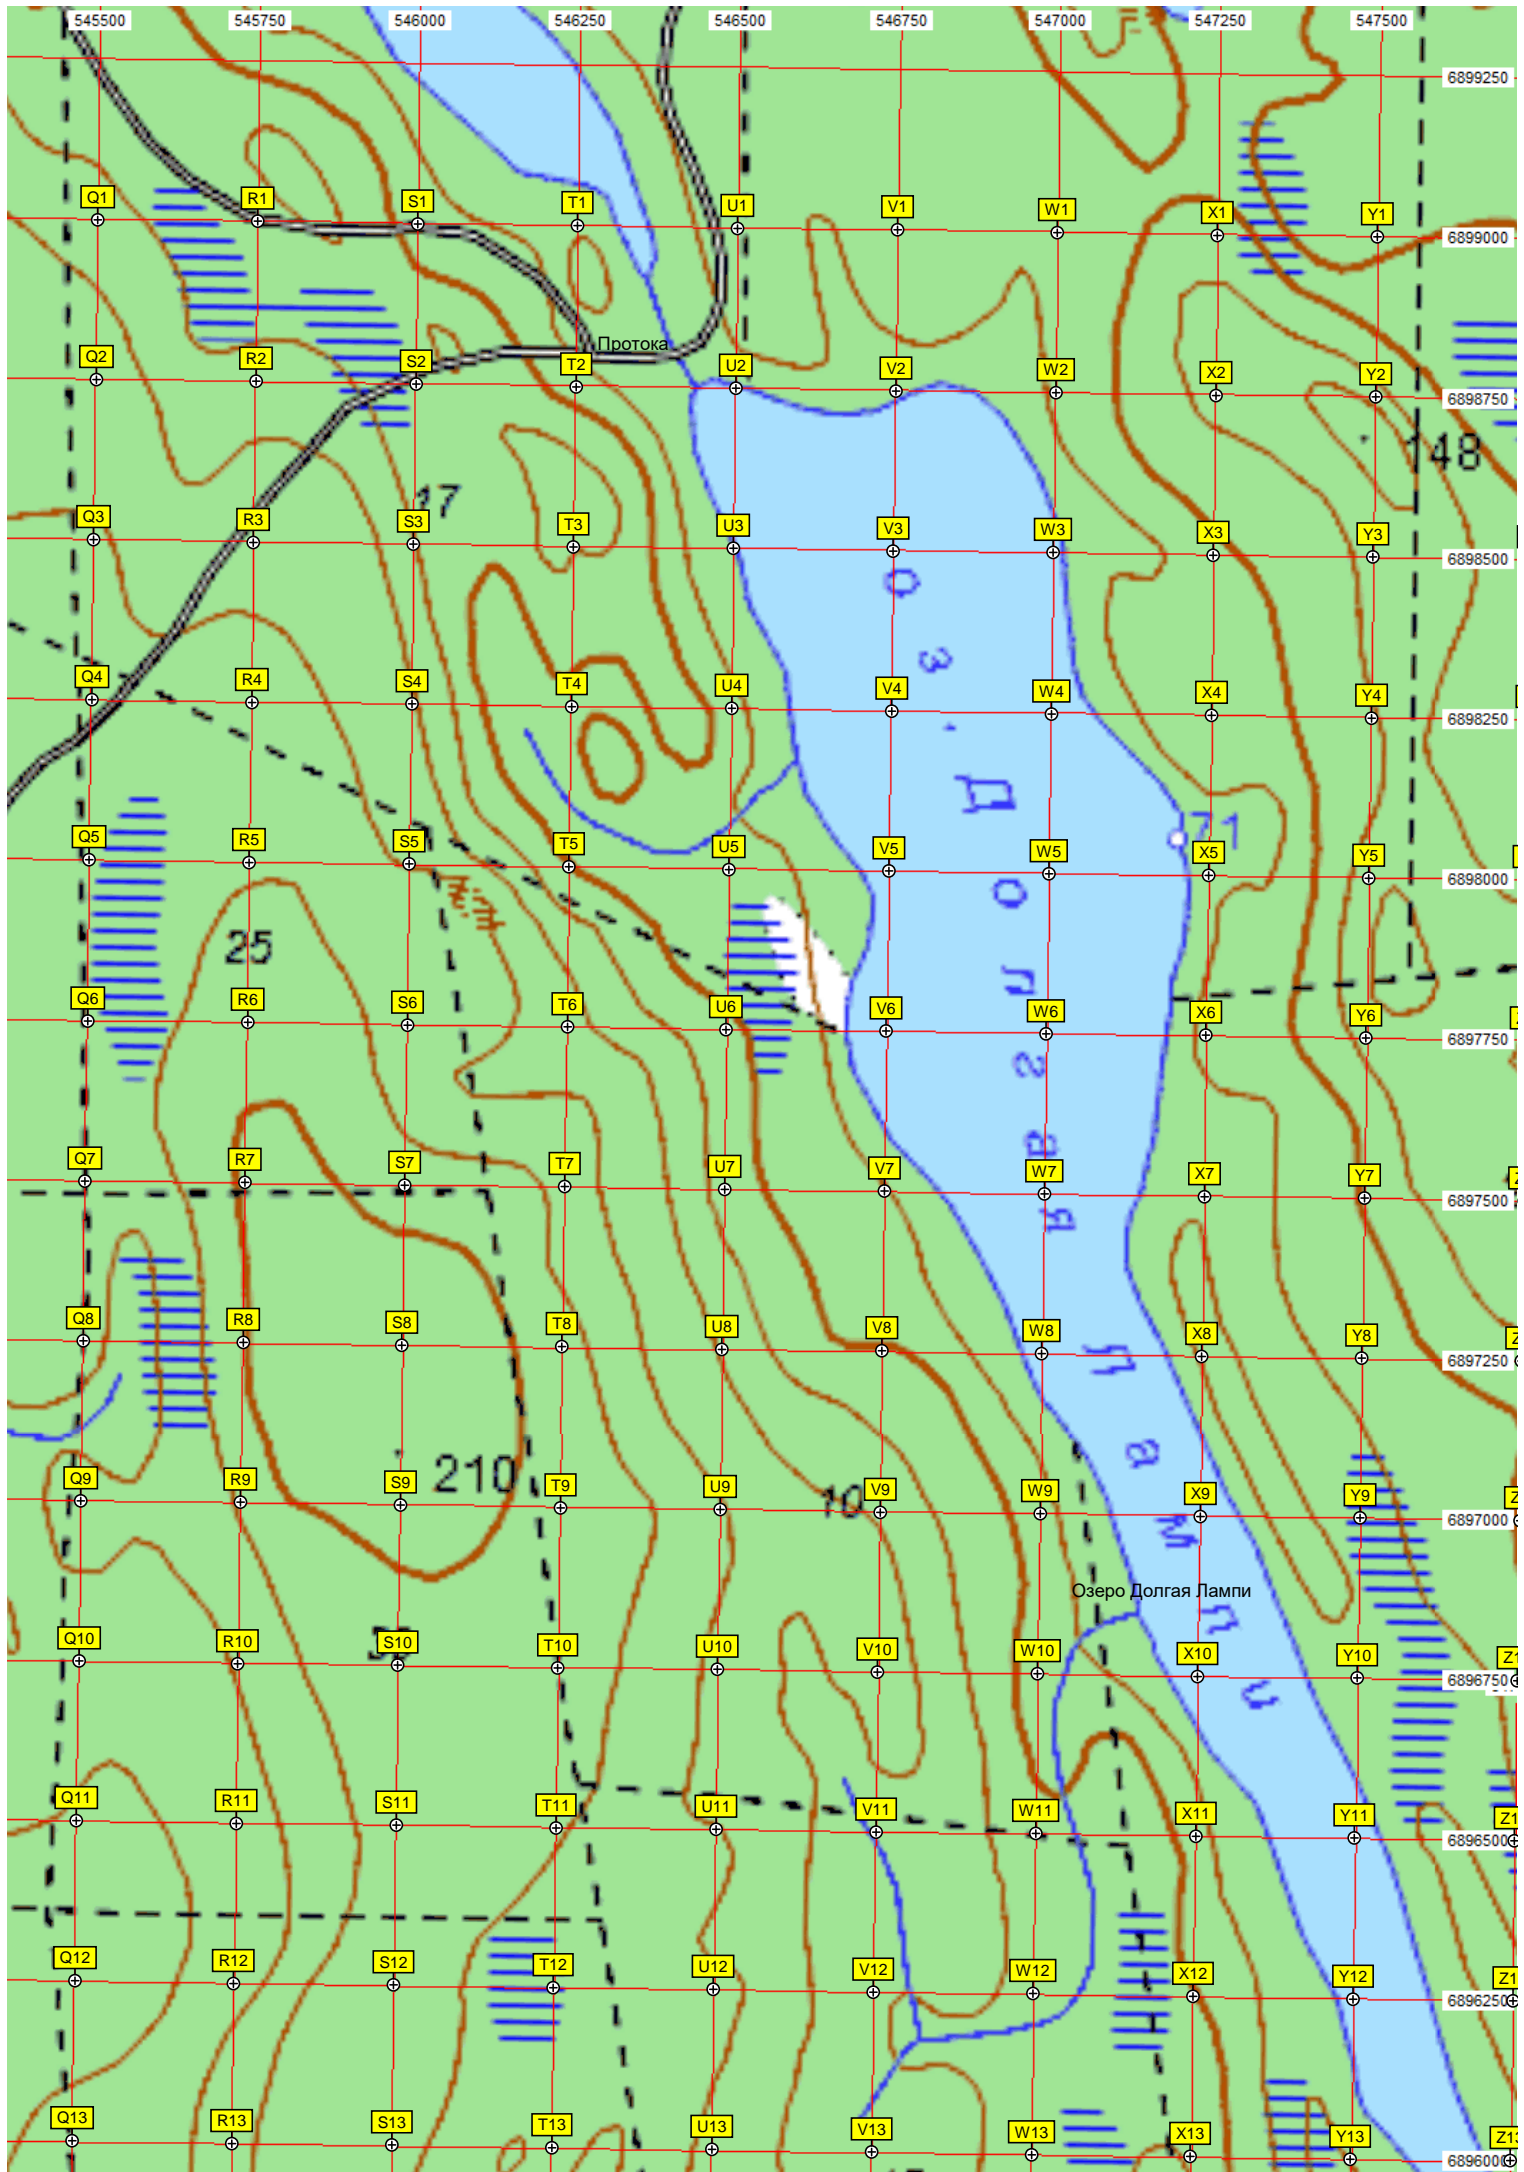 545500 545750 546000 546250 546500 546750 547000 547250 547500
6899250
Q1 R1 S1 T1 U1 V1 W1 X1 Y1
6899000
Протока
Q2 R2 S2 T2 U2 V2 W2 X2 Y2
6898750
148
17
Q3 R3 S3 T3 U3 V3 W3 X3 Y3
6898500
оз. Долгая Лампи
Q4 R4 S4 T4 U4 V4 W4 X4 Y4
6898250
71
Q5 R5 S5 T5 U5 V5 W5 X5 Y5
6898000
25
Q6 R6 S6 T6 U6 V6 W6 X6 Y6
6897750
Q7 R7 S7 T7 U7 V7 W7 X7 Y7
6897500
Q8 R8 S8 T8 U8 V8 W8 X8 Y8
6897250
210
10
Q9 R9 S9 T9 U9 V9 W9 X9 Y9
6897000
Озеро Долгая Лампи
Q10 R10 S10 T10 U10 V10 W10 X10 Y10
6896750
Q11 R11 S11 T11 U11 V11 W11 X11 Y11
6896500
Q12 R12 S12 T12 U12 V12 W12 X12 Y12
6896250
Q13 R13 S13 T13 U13 V13 W13 X13 Y13 Z13
6896000